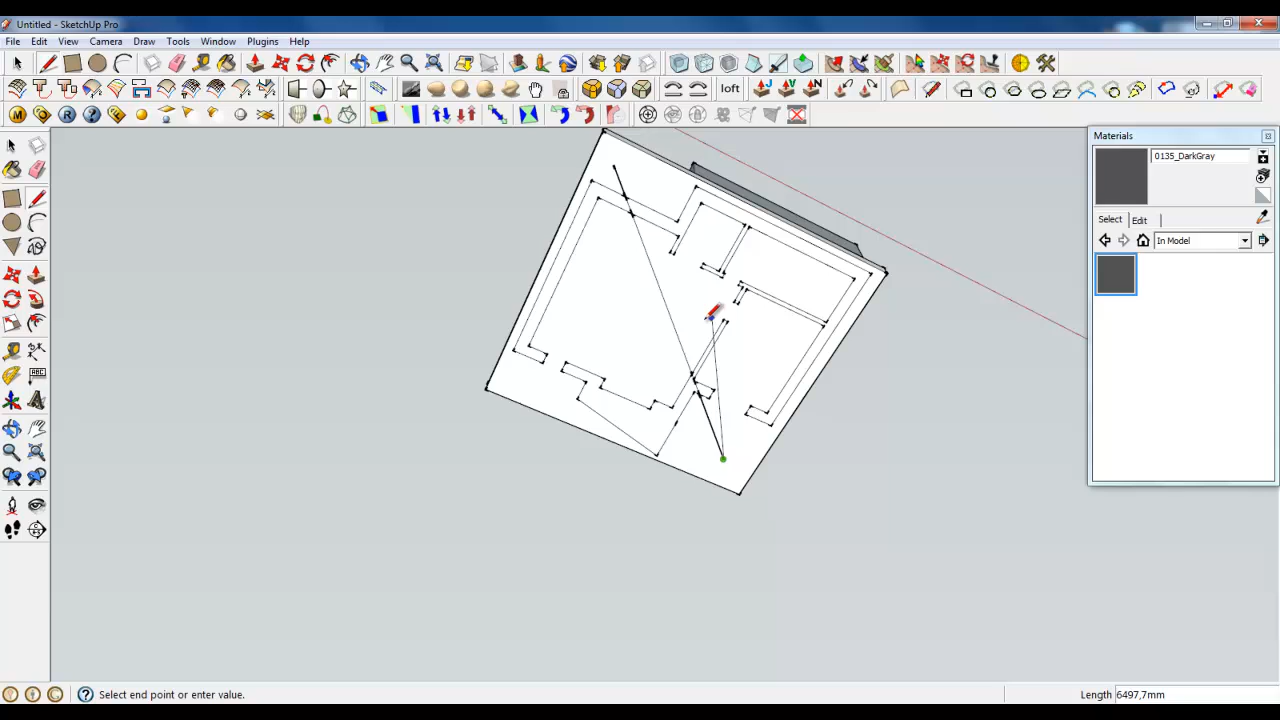 Untitled - SketchUp Pro
File Edit View Camera Draw Tools Window Plugins Help
loft
M G R ? E
Materials
0135_DarkGray
Select Edit
In Model
ABC
Select end point or enter value.
Length 6497,7mm